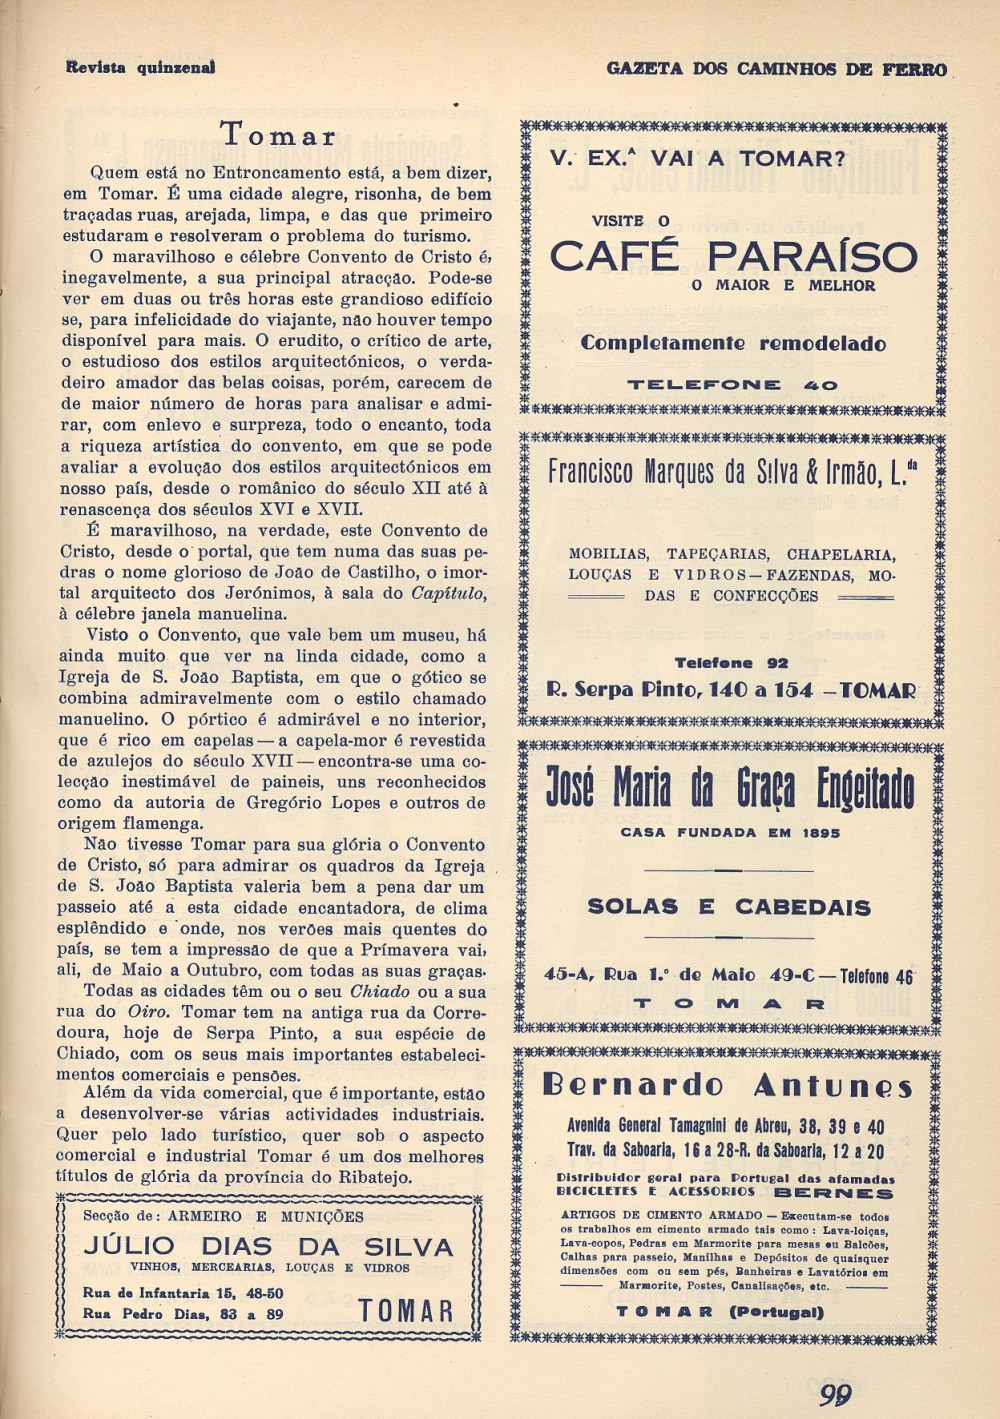 Revista quinzenal
GAZETA DOS CAMINHOS DE FERRO
Tomar
Quem está no Entroncamento está, a bem dizer,
em Tomar. É uma cidade alegre, risonha, de bem
traçadas ruas, arejada, limpa, e das que primeiro
estudaram e resolveram o problema do turismo.
O maravilhoso e célebre Convento de Cristo é,
inegavelmente, a sua principal atracção. Pode-se
ver em duas ou três horas este grandioso edifício
se, para infelicidade do viajante, não houver tempo
disponível para mais. O erudito, o crítico de arte,
o estudioso dos estilos arquitectónicos, o verda-
deiro amador das belas coisas, porém, carecem de
de maior número de horas para analisar e admi-
rar, com enlevo e surpreza, todo o encanto, toda
a riqueza artística do convento, em que se pode
avaliar a evolução dos estilos arquitectónicos em
nosso país, desde o românico do século XII até à
renascença dos séculos XVI e XVII.
É maravilhoso, na verdade, este Convento de
Cristo, desde o portal, que tem numa das suas pe-
dras o nome glorioso de João de Castilho, o imor-
tal arquitecto dos Jerónimos, à sala do Capítulo,
à célebre janela manuelina.
Visto o Convento, que vale bem um museu, há
ainda muito que ver na linda cidade, como a
Igreja de S. João Baptista, em que o gótico se
combina admiravelmente com o estilo chamado
manuelino. O pórtico é admirável e no interior,
que é rico em capelas — a capela-mor é revestida
de azulejos do século XVII — encontra-se uma co-
lecção inestimável de paineis, uns reconhecidos
como da autoria de Gregório Lopes e outros de
origem flamenga.
Não tivesse Tomar para sua glória o Convento
de Cristo, só para admirar os quadros da Igreja
de S. João Baptista valeria bem a pena dar um
passeio até a esta cidade encantadora, de clima
esplêndido e onde, nos verões mais quentes do
país, se tem a impressão de que a Prímavera vai,
ali, de Maio a Outubro, com todas as suas graças.
Todas as cidades têm ou o seu Chiado ou a sua
rua do Oiro. Tomar tem na antiga rua da Corre-
doura, hoje de Serpa Pinto, a sua espécie de
Chiado, com os seus mais importantes estabeleci-
mentos comerciais e pensões.
Além da vida comercial, que é importante, estão
a desenvolver-se várias actividades industriais.
Quer pelo lado turístico, quer sob o aspecto
comercial e industrial Tomar é um dos melhores
títulos de glória da província do Ribatejo.
Secção de: ARMEIRO E MUNIÇÕES
JÚLIO DIAS DA SILVA
VINHOS, MERCEARIAS, LOUÇAS E VIDROS
Rua de Infantaria 15, 48-50
Rua Pedro Dias, 83 a 89
TOMAR
V. EX.ª VAI A TOMAR?
VISITE O
CAFÉ PARAÍSO
O MAIOR E MELHOR
Completamente remodelado
TELEFONE 40
Francisco Marques da Silva & Irmão, L.da
MOBILIAS, TAPEÇARIAS, CHAPELARIA,
LOUÇAS E VIDROS — FAZENDAS, MO-
DAS E CONFECÇÕES
Telefone 92
R. Serpa Pinto, 140 a 154 — TOMAR
José Maria da Graça Engeitado
CASA FUNDADA EM 1895
SOLAS E CABEDAIS
45-A, Rua 1.º de Maio 49-C — Telefone 46
TOMAR
Bernardo Antunes
Avenida General Tamagnini de Abreu, 38, 39 e 40
Trav. da Saboaria, 16 a 28-R. da Saboaria, 12 a 20
Distribuidor geral para Portugal das afamadas
BICICLETES E ACESSORIOS BERNES
ARTIGOS DE CIMENTO ARMADO — Executam-se todos
os trabalhos em cimento armado tais como : Lava-loiças,
Lava-copos, Pedras em Marmorite para mesas ou Balcões,
Calhas para passeio, Manilhas e Depósitos de quaisquer
dimensões com ou sem pés, Banheiras e Lavatórios em
Marmorite, Postes, Canalisações, etc.
TOMAR (Portugal)
99